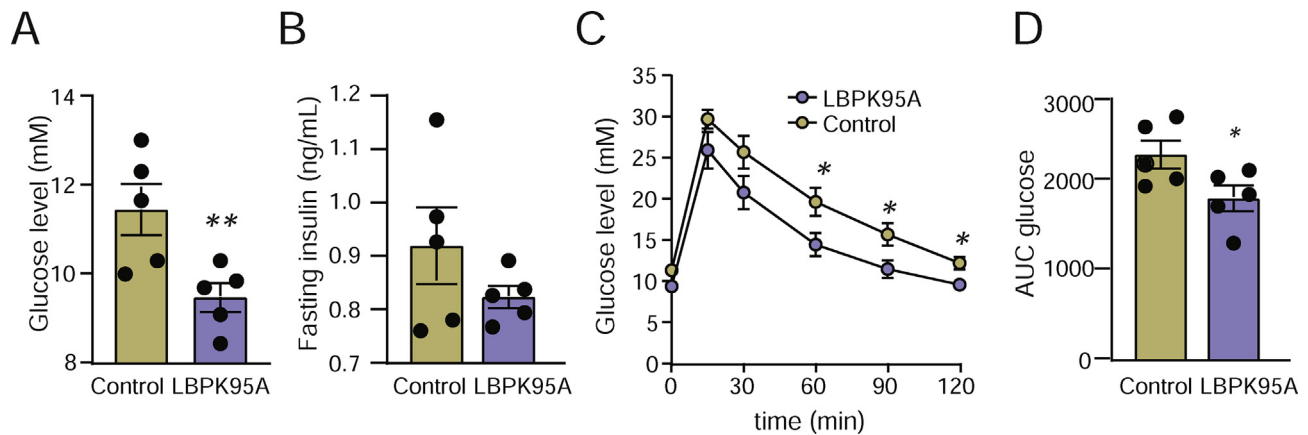 A
Glucose level (mM)
14
12
10
8
**
Control LBPK95A
B
Fasting insulin (ng/mL)
1.2
1.1
1.0
0.9
0.8
0.7
Control LBPK95A
C
Glucose level (mM)
35
30
25
20
15
10
5
0
LBPK95A
Control
*
*
*
0 30 60 90 120
time (min)
D
AUC glucose
3000
2000
1000
0
*
Control LBPK95A